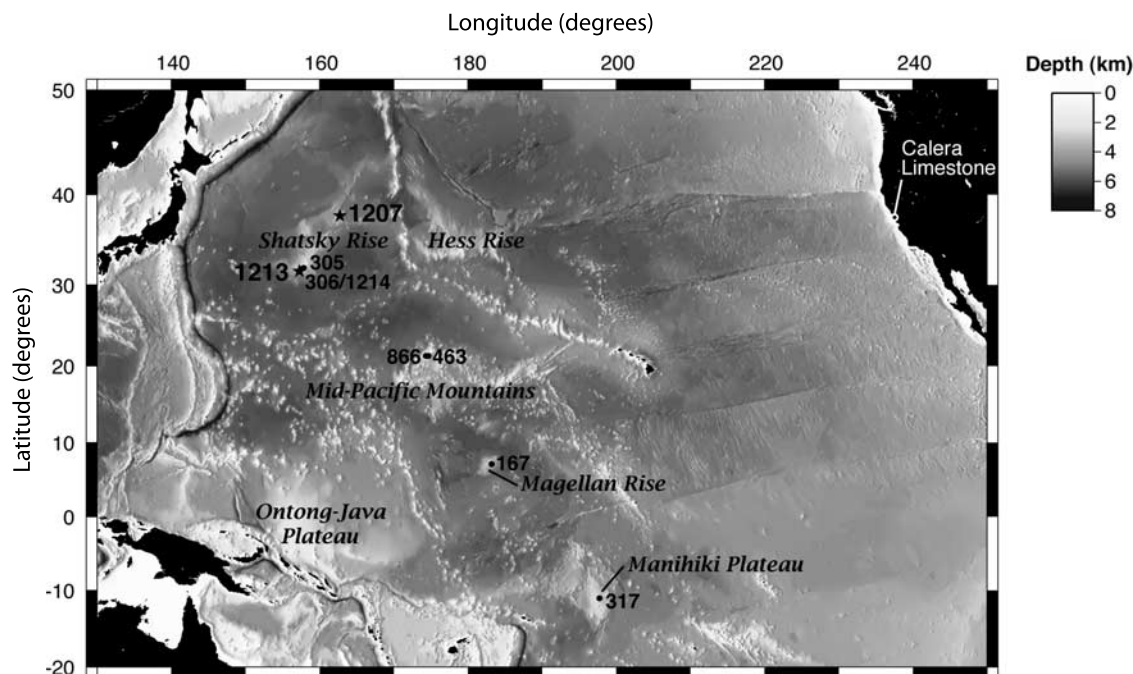 Longitude (degrees)
140 160 180 200 220 240
Depth (km)
0
2
4
6
8
50
40
30
20
10
0
-10
-20
Latitude (degrees)
Calera
Limestone
1207
Shatsky Rise
Hess Rise
305
1213
306/1214
866 463
Mid-Pacific Mountains
167
Magellan Rise
Ontong-Java
Plateau
Manihiki Plateau
317